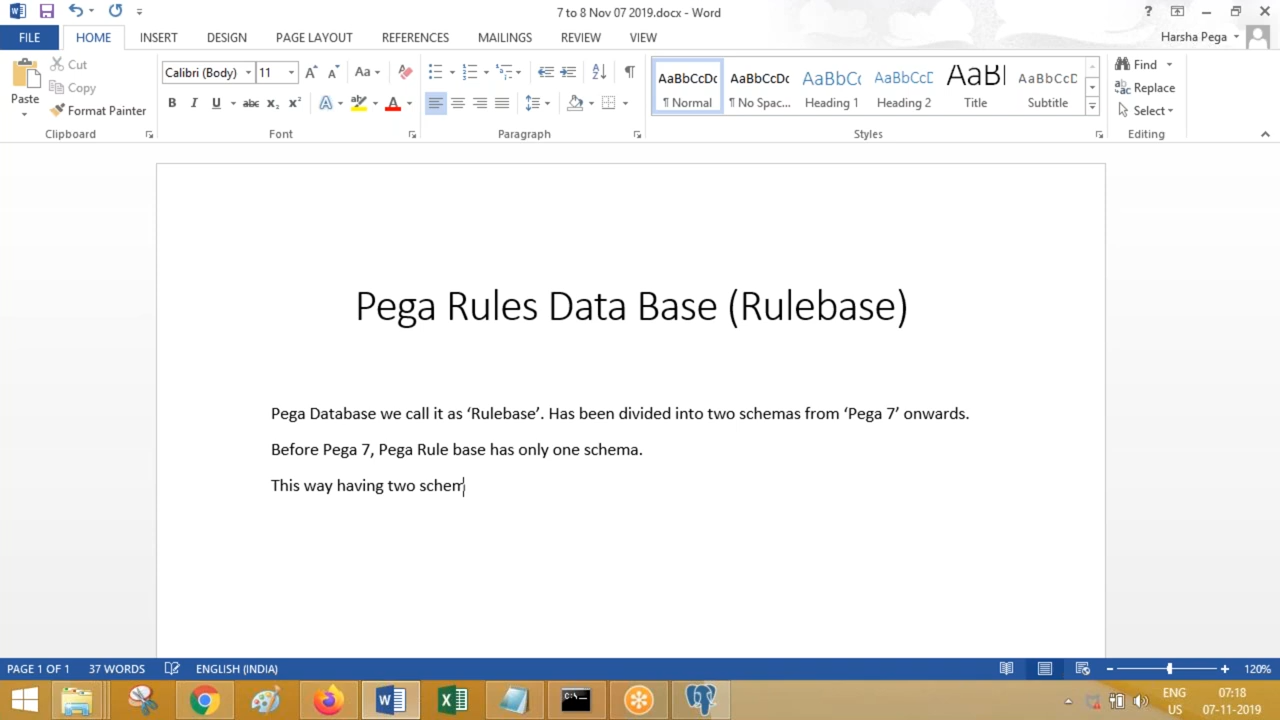 7 to 8 Nov 07 2019.docx - Word
?
FILE HOME INSERT DESIGN PAGE LAYOUT REFERENCES MAILINGS REVIEW VIEW Harsha Pega
Paste
Cut
Copy
Format Painter
Clipboard
Calibri (Body) 11 Aa
B I U abc x2 x2 A A
Font
Paragraph
AaBbCcDc AaBbCcDc AaBbCc AaBbCcD AaB AaBbCcD
¶ Normal ¶ No Spac... Heading 1 Heading 2 Title Subtitle
Styles
Find
Replace
Select
Editing
Pega Rules Data Base (Rulebase)
Pega Database we call it as ‘Rulebase’. Has been divided into two schemas from ‘Pega 7’ onwards.
Before Pega 7, Pega Rule base has only one schema.
This way having two schem
PAGE 1 OF 1 37 WORDS ENGLISH (INDIA) 120%
ENG 07:18
US 07-11-2019